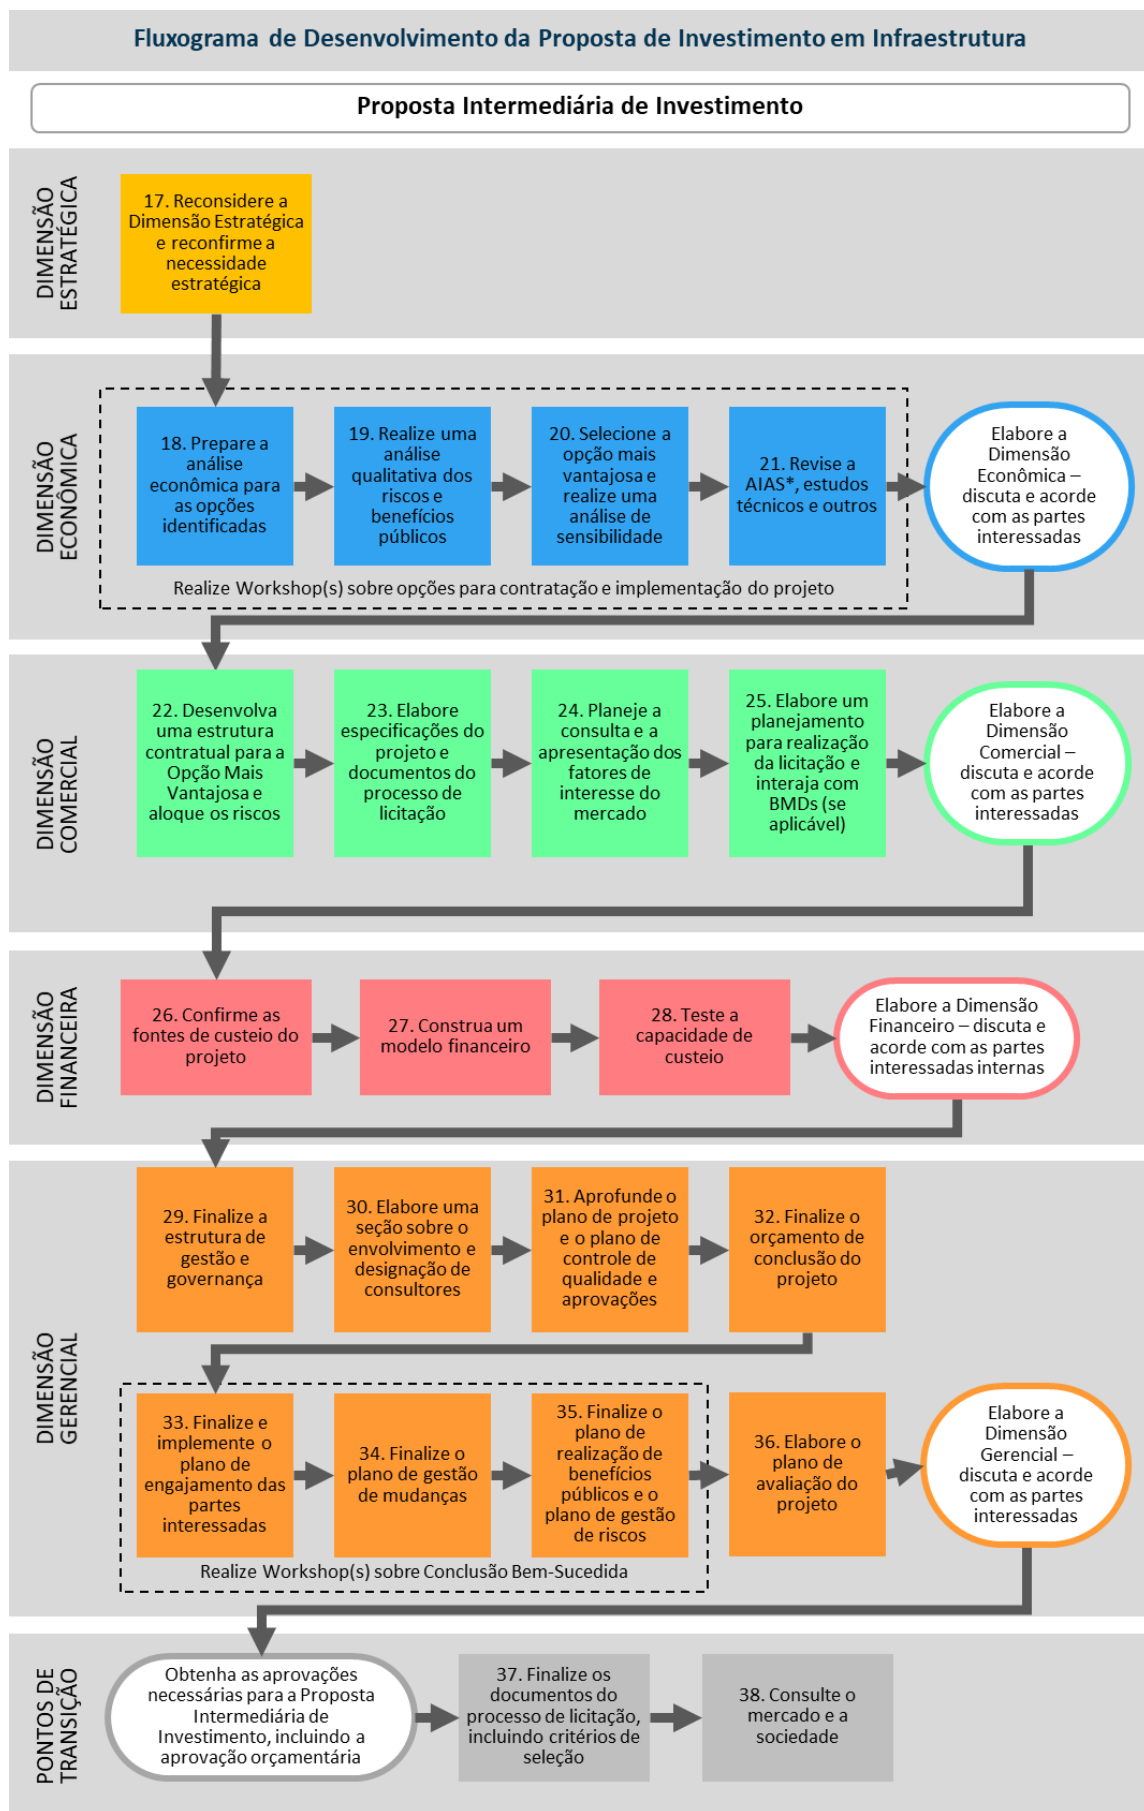 Fluxograma de Desenvolvimento da Proposta de Investimento em Infraestrutura
Proposta Intermediária de Investimento
DIMENSÃO
ESTRATÉGICA
17. Reconsidere a
Dimensão Estratégica
e reconfirme a
necessidade
estratégica
DIMENSÃO
ECONÔMICA
18. Prepare a
análise
econômica para
as opções
identificadas
19. Realize uma
análise
qualitativa dos
riscos e
benefícios
públicos
20. Selecione a
opção mais
vantajosa e
realize uma
análise de
sensibilidade
21. Revise a
AIAS*, estudos
técnicos e outros
Elabore a
Dimensão
Econômica –
discuta e acorde
com as partes
interessadas
Realize Workshop(s) sobre opções para contratação e implementação do projeto
DIMENSÃO
COMERCIAL
22. Desenvolva
uma estrutura
contratual para a
Opção Mais
Vantajosa e
aloque os riscos
23. Elabore
especificações do
projeto e
documentos do
processo de
licitação
24. Planeje a
consulta e a
apresentação dos
fatores de
interesse do
mercado
25. Elabore um
planejamento
para realização
da licitação e
interaja com
BMDs (se
aplicável)
Elabore a
Dimensão
Comercial –
discuta e acorde
com as partes
interessadas
DIMENSÃO
FINANCEIRA
26. Confirme as
fontes de custeio do
projeto
27. Construa um
modelo financeiro
28. Teste a
capacidade de
custeio
Elabore a Dimensão
Financeiro – discuta e
acorde com as partes
interessadas internas
DIMENSÃO
GERENCIAL
29. Finalize a
estrutura de
gestão e
governança
30. Elabore uma
seção sobre o
envolvimento e
designação de
consultores
31. Aprofunde o
plano de projeto
e o plano de
controle de
qualidade e
aprovações
32. Finalize o
orçamento de
conclusão do
projeto
33. Finalize e
implemente o
plano de
engajamento das
partes
interessadas
34. Finalize o
plano de gestão
de mudanças
35. Finalize o
plano de
realização de
benefícios
públicos e o
plano de gestão
de riscos
36. Elabore o
plano de
avaliação do
projeto
Elabore a
Dimensão
Gerencial –
discuta e acorde
com as partes
interessadas
Realize Workshop(s) sobre Conclusão Bem-Sucedida
PONTOS DE
TRANSIÇÃO
Obtenha as aprovações
necessárias para a Proposta
Intermediária de
Investimento, incluindo a
aprovação orçamentária
37. Finalize os
documentos do
processo de licitação,
incluindo critérios de
seleção
38. Consulte o
mercado e a
sociedade